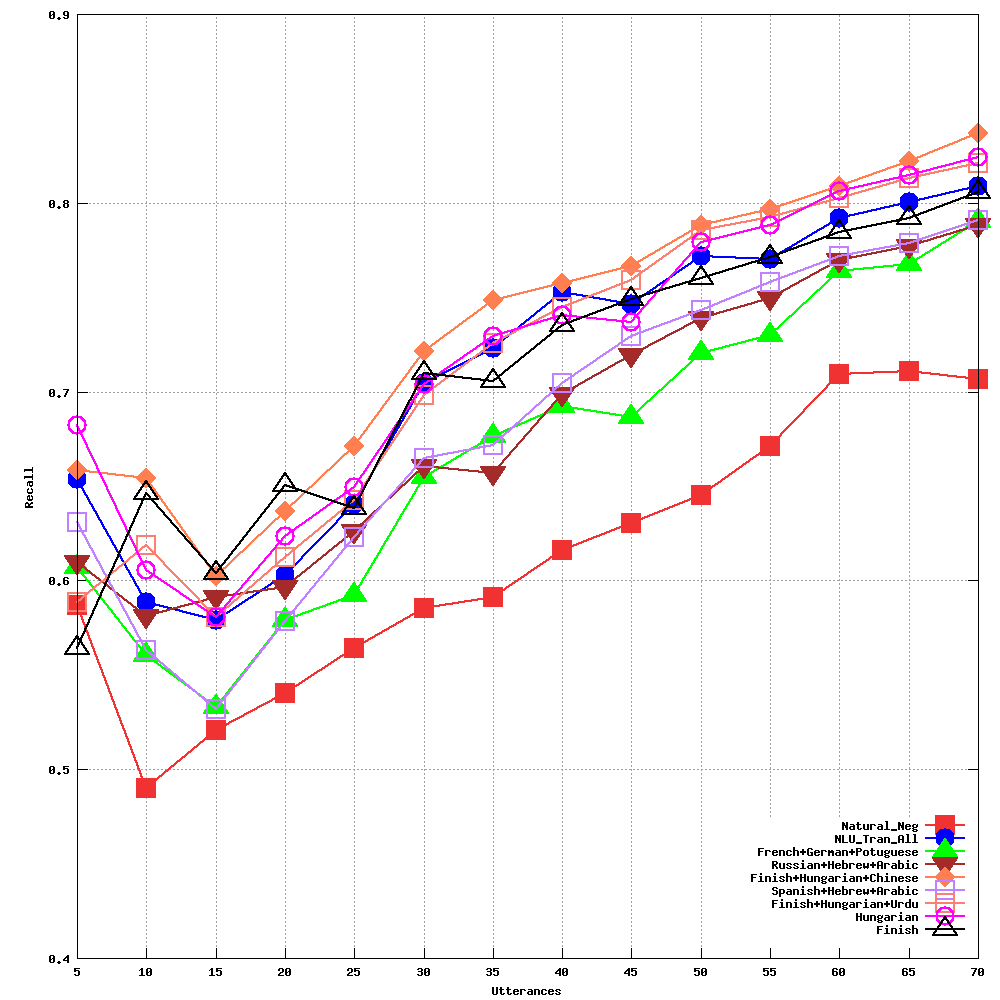 0.9
0.8
0.7
0.6
0.5
0.4
Recall
5 10 15 20 25 30 35 40 45 50 55 60 65 70
Utterances
Natural_Neg
NLU_Tran_All
French+German+Potuguese
Russian+Hebrew+Arabic
Finish+Hungarian+Chinese
Spanish+Hebrew+Arabic
Finish+Hungarian+Urdu
Hungarian
Finish